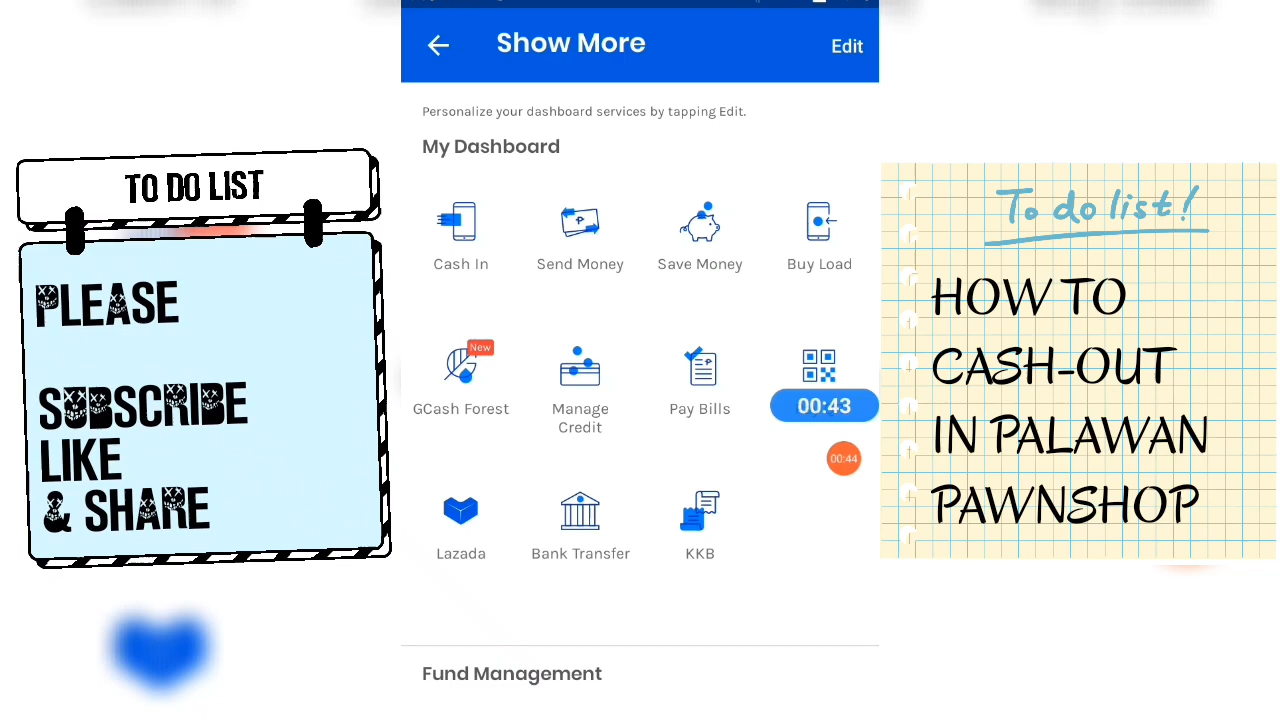 Show More
Edit
Personalize your dashboard services by tapping Edit.
My Dashboard
Cash In
Send Money
Save Money
Buy Load
New
GCash Forest
Manage
Credit
Pay Bills
00:43
00:44
Lazada
Bank Transfer
KKB
Fund Management
TO DO LIST
PLEASE
SUBSCRIBE
LIKE
& SHARE
To do list!
HOW TO
CASH-OUT
IN PALAWAN
PAWNSHOP